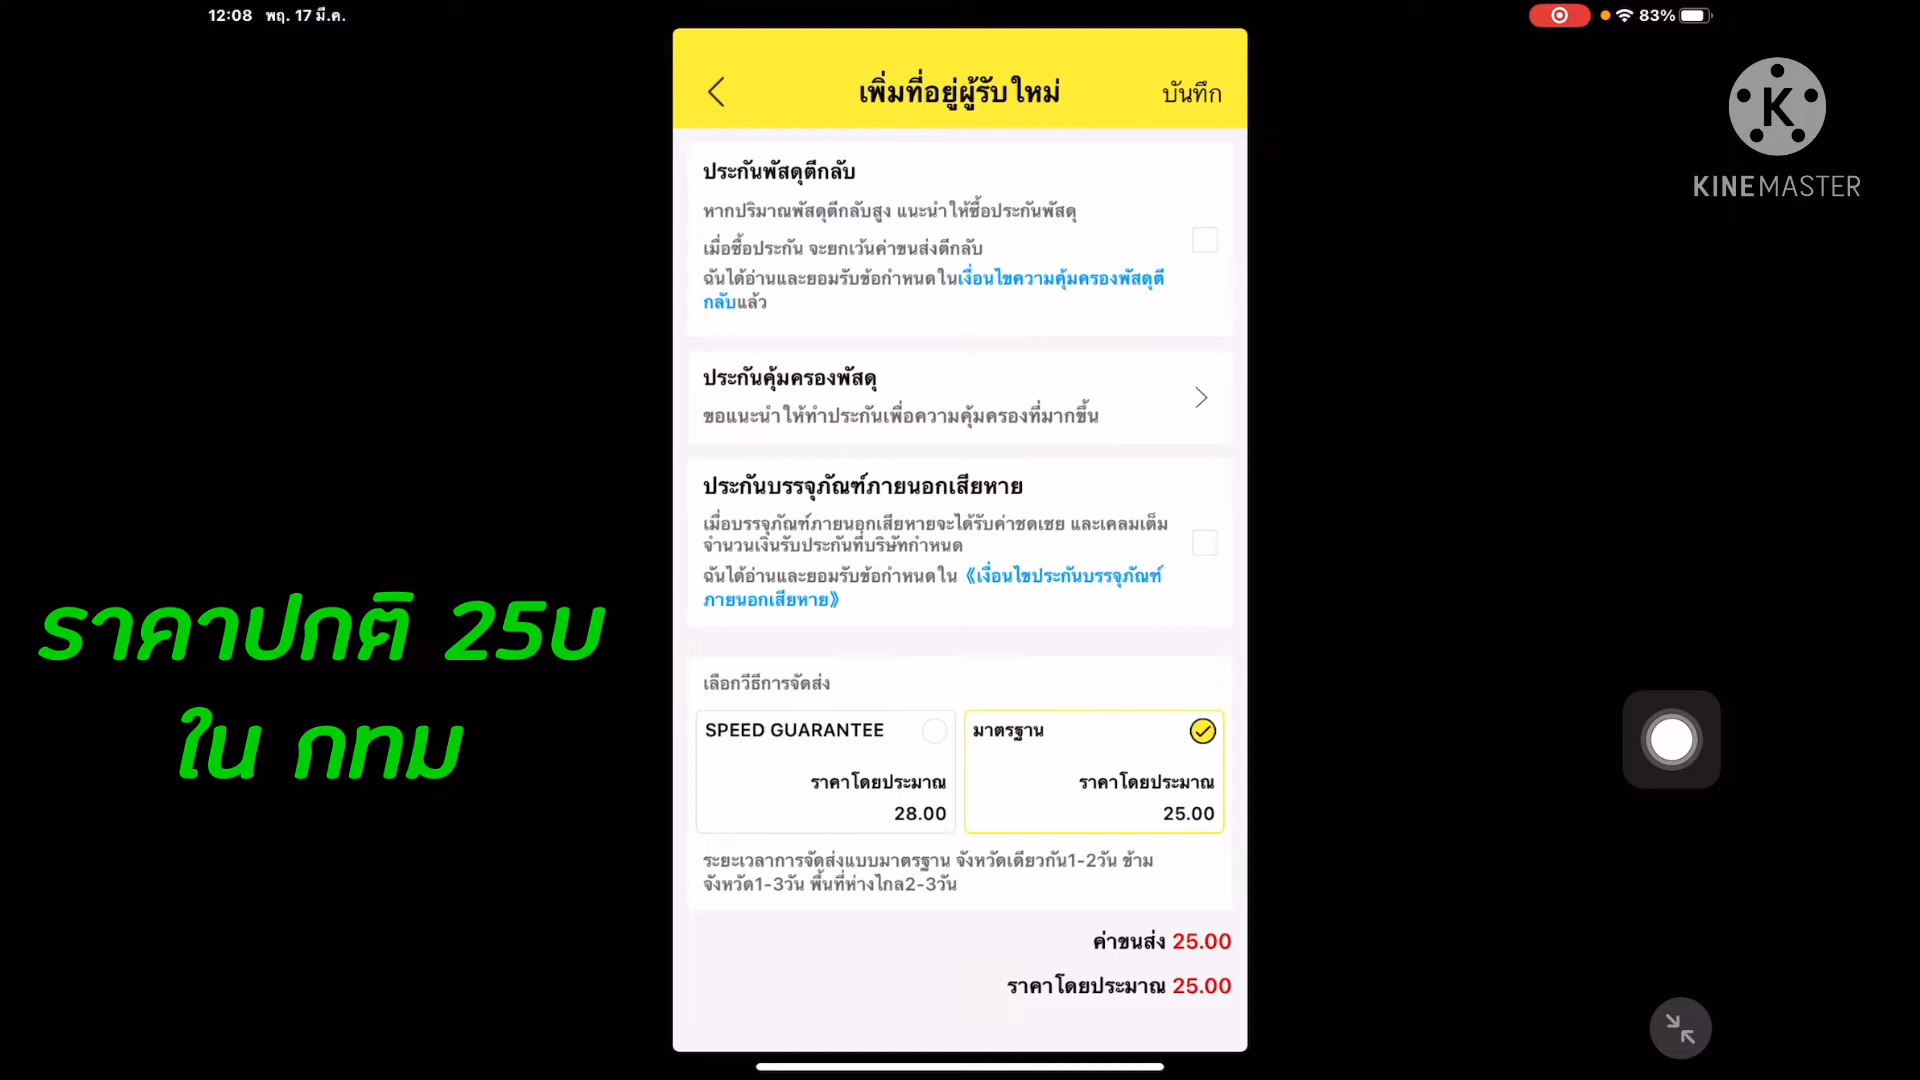 12:08 พฤ. 17 มี.ค.
83%
เพิ่มที่อยู่ผู้รับใหม่
บันทึก
KINEMASTER
ประกันพัสดุตีกลับ
หากปริมาณพัสดุตีกลับสูง แนะนำให้ซื้อประกันพัสดุ
เมื่อซื้อประกัน จะยกเว้นค่าขนส่งตีกลับ
ฉันได้อ่านและยอมรับข้อกำหนดในเงื่อนไขความคุ้มครองพัสดุตี
กลับแล้ว
ประกันคุ้มครองพัสดุ
ขอแนะนำให้ทำประกันเพื่อความคุ้มครองที่มากขึ้น
ประกันบรรจุภัณฑ์ภายนอกเสียหาย
เมื่อบรรจุภัณฑ์ภายนอกเสียหายจะได้รับค่าชดเชย และเคลมเต็ม
จำนวนเงินรับประกันที่บริษัทกำหนด
ฉันได้อ่านและยอมรับข้อกำหนดใน 《เงื่อนไขประกันบรรจุภัณฑ์
ภายนอกเสียหาย》
ราคาปกติ 25บ
ใน กทม
เลือกวีธีการจัดส่ง
SPEED GUARANTEE
ราคาโดยประมาณ
28.00
มาตรฐาน
ราคาโดยประมาณ
25.00
ระยะเวลาการจัดส่งแบบมาตรฐาน จังหวัดเดียวกัน1-2วัน ข้าม
จังหวัด1-3วัน พื้นที่ห่างไกล2-3วัน
ค่าขนส่ง 25.00
ราคาโดยประมาณ 25.00